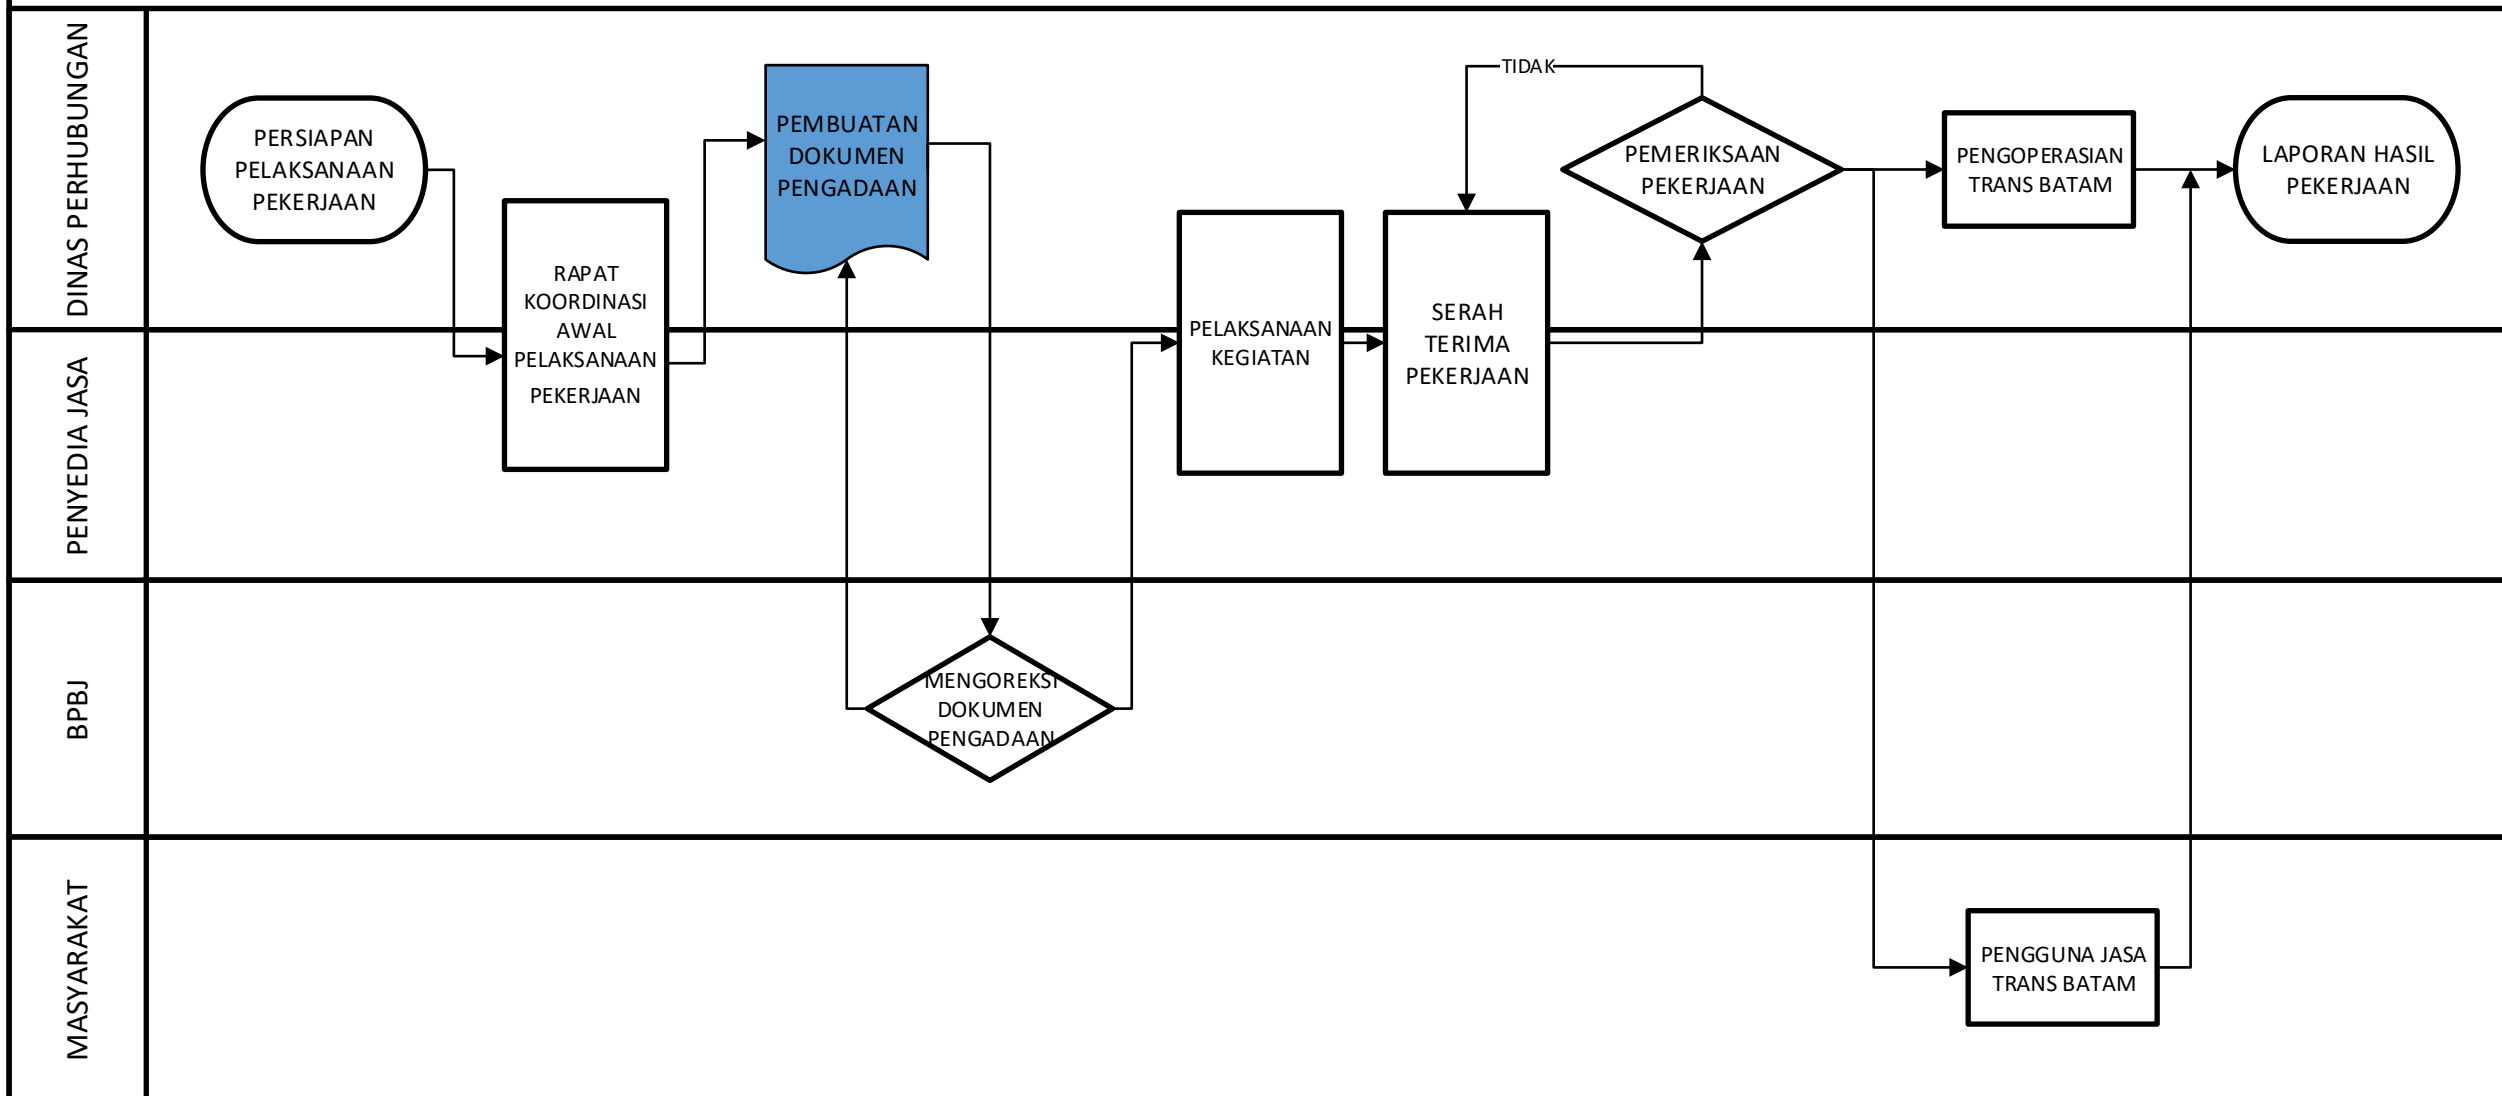 DINAS PERHUBUNGAN
PERSIAPAN
PELAKSANAAN
PEKERJAAN
RAPAT
KOORDINASI
AWAL
PELAKSANAAN
PEKERJAAN
PEMBUATAN
DOKUMEN
PENGADAAN
PELAKSANAAN
KEGIATAN
SERAH
TERIMA
PEKERJAAN
TIDAK
PEMERIKSAAN
PEKERJAAN
PENGOPERASIAN
TRANS BATAM
LAPORAN HASIL
PEKERJAAN
PENYEDIA JASA
BPBJ
MENGOREKSI
DOKUMEN
PENGADAAN
MASYARAKAT
PENGGUNA JASA
TRANS BATAM